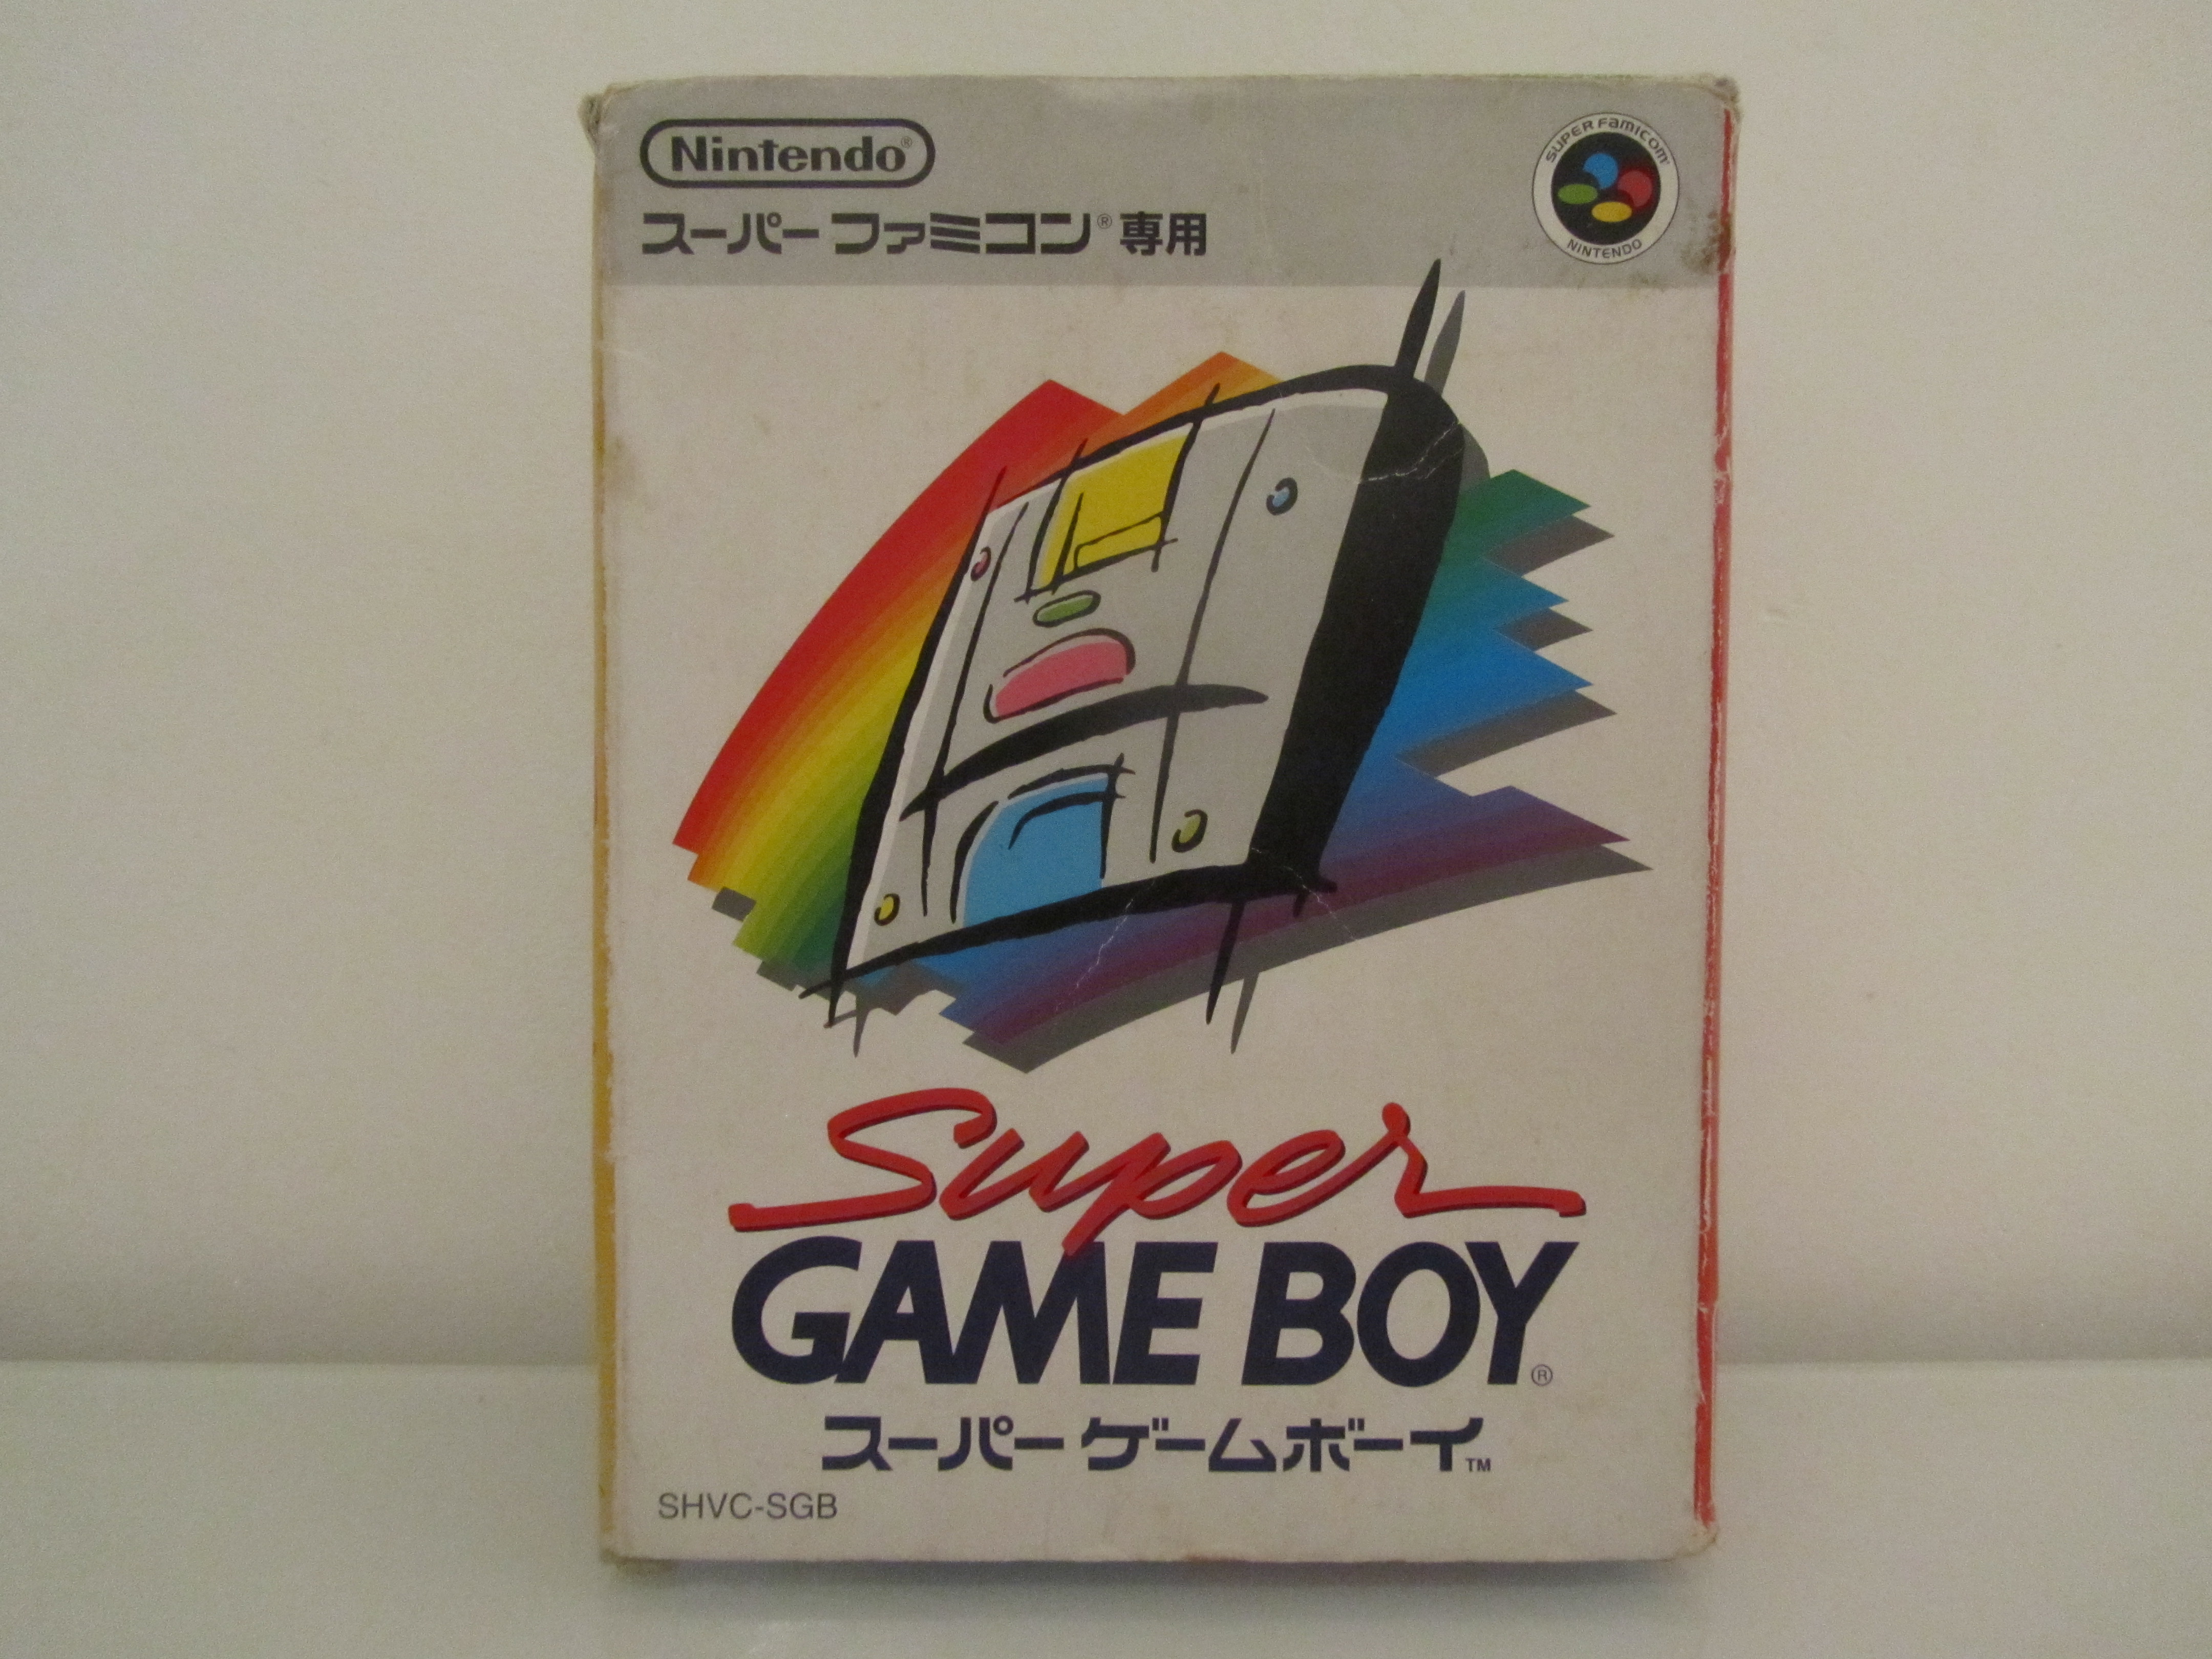 Nintendo®
スーパーファミコン® 専用
SUPER FAMICOM
NINTENDO
Super
GAME BOY®
スーパーゲームボーイ™
SHVC-SGB